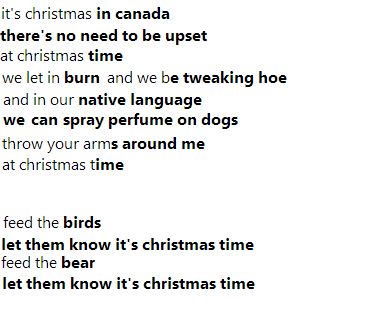 it's christmas in canada
there's no need to be upset
at christmas time
we let in burn and we be tweaking hoe
and in our native language
we can spray perfume on dogs
throw your arms around me
at christmas time
feed the birds
let them know it's christmas time
feed the bear
let them know it's christmas time